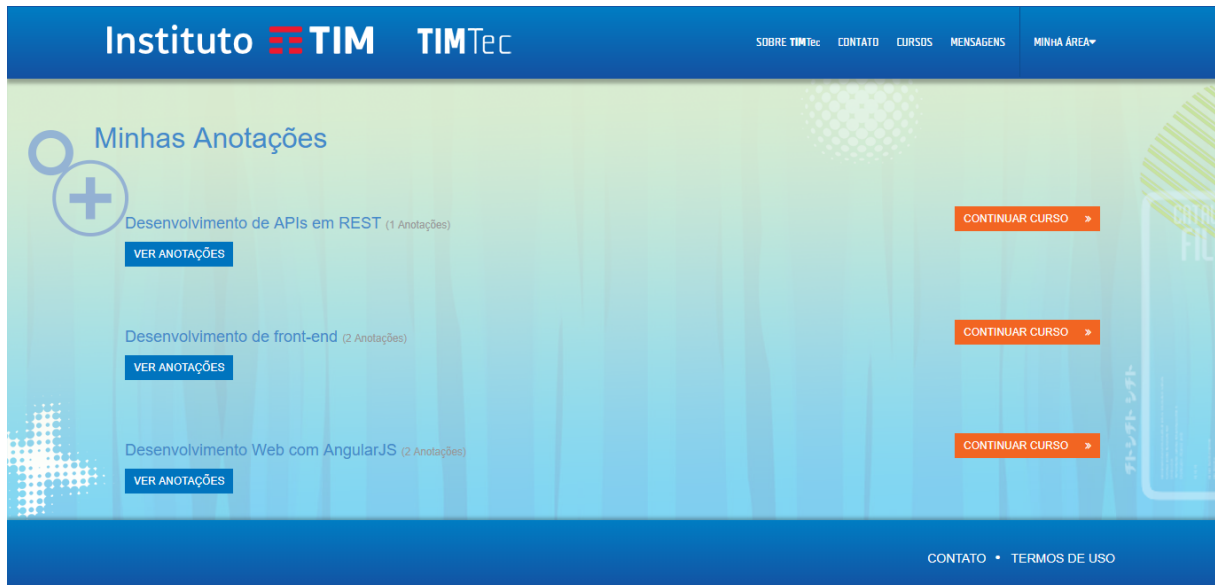 Instituto TIM TIMTec SOBRE TIMTec CONTATO CURSOS MENSAGENS MINHA ÁREA
Minhas Anotações
Desenvolvimento de APIs em REST (1 Anotações) CONTINUAR CURSO »
VER ANOTAÇÕES
Desenvolvimento de front-end (2 Anotações) CONTINUAR CURSO »
VER ANOTAÇÕES
Desenvolvimento Web com AngularJS (2 Anotações) CONTINUAR CURSO »
VER ANOTAÇÕES
CONTATO • TERMOS DE USO